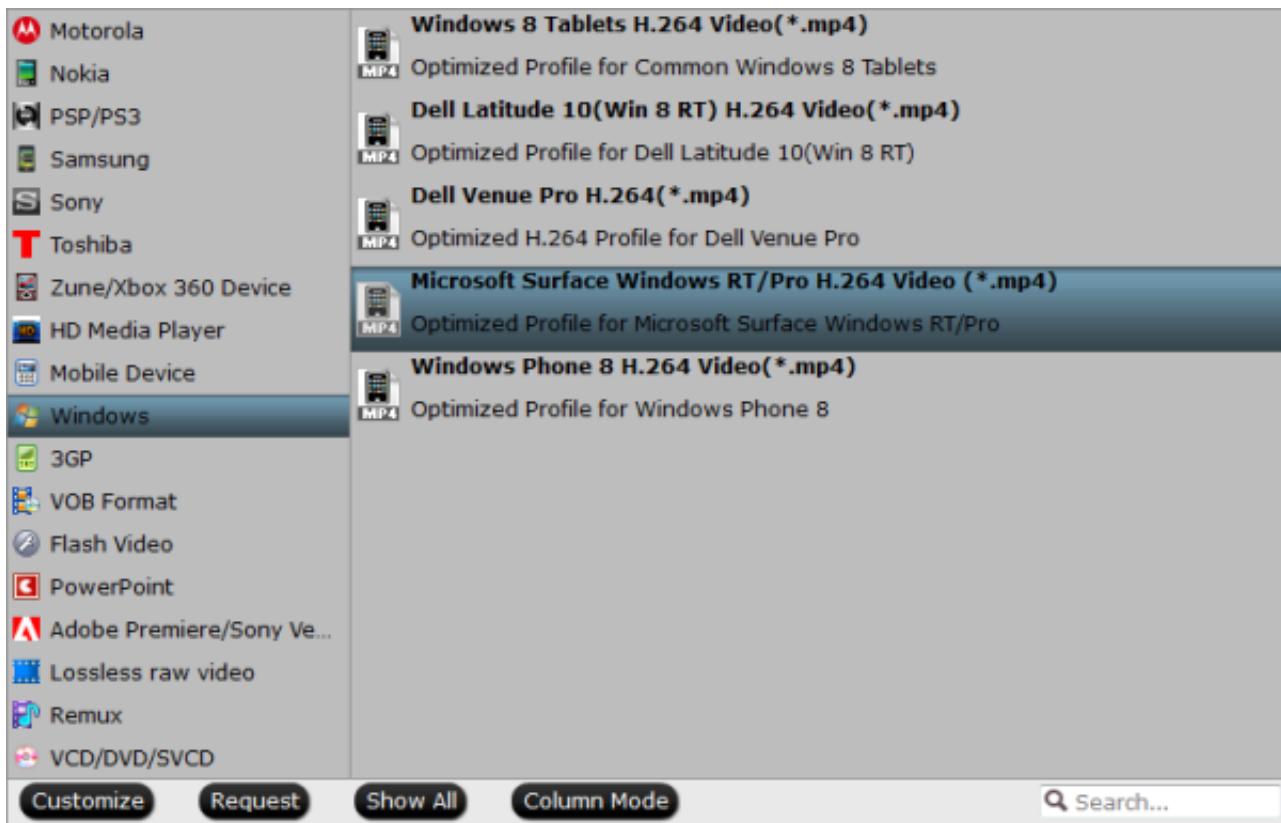 Motorola
Nokia
PSP/PS3
Samsung
Sony
Toshiba
Zune/Xbox 360 Device
HD Media Player
Mobile Device
Windows
3GP
VOB Format
Flash Video
PowerPoint
Adobe Premiere/Sony Ve...
Lossless raw video
Remux
VCD/DVD/SVCD
Windows 8 Tablets H.264 Video(*.mp4)
MP4
Optimized Profile for Common Windows 8 Tablets
Dell Latitude 10(Win 8 RT) H.264 Video(*.mp4)
MP4
Optimized Profile for Dell Latitude 10(Win 8 RT)
Dell Venue Pro H.264(*.mp4)
MP4
Optimized H.264 Profile for Dell Venue Pro
Microsoft Surface Windows RT/Pro H.264 Video (*.mp4)
MP4
Optimized Profile for Microsoft Surface Windows RT/Pro
Windows Phone 8 H.264 Video(*.mp4)
MP4
Optimized Profile for Windows Phone 8
Customize
Request
Show All
Column Mode
Search...